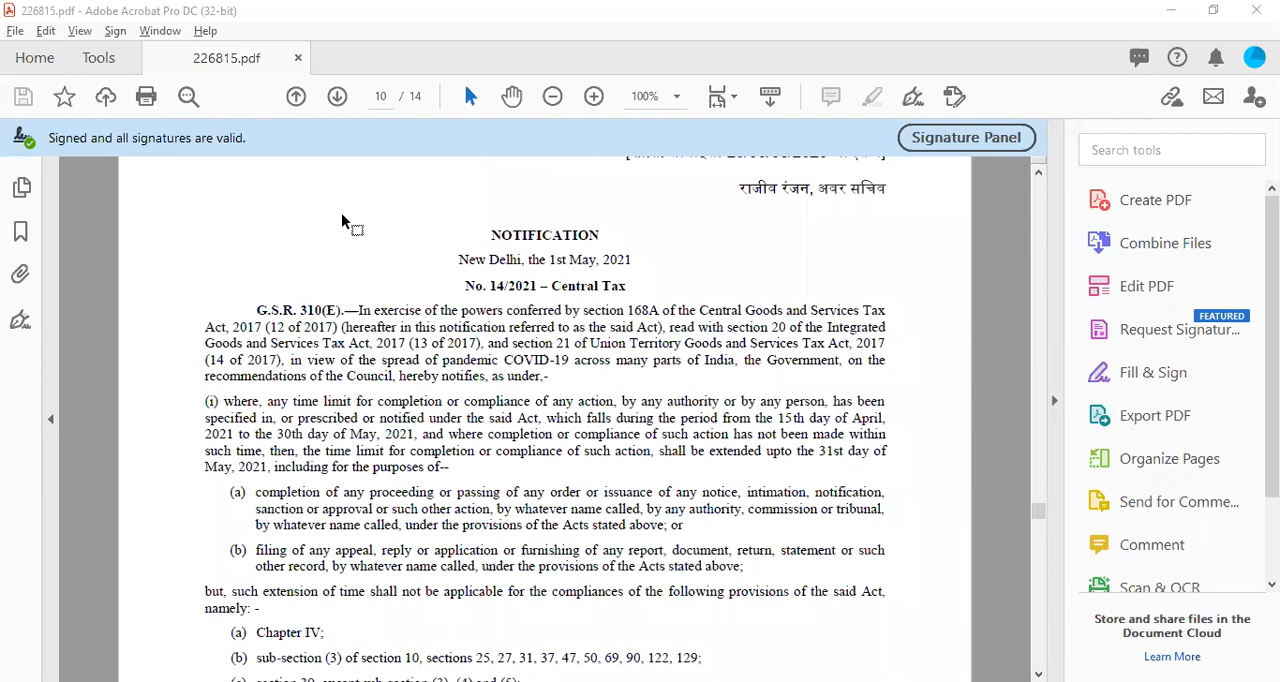 226815.pdf - Adobe Acrobat Pro DC (32-bit)
File Edit View Sign Window Help
Home Tools 226815.pdf ×
10 / 14 100%
Signed and all signatures are valid.
Signature Panel
राजीव रंजन, अवर सचिव
NOTIFICATION
New Delhi, the 1st May, 2021
No. 14/2021 – Central Tax
G.S.R. 310(E).—In exercise of the powers conferred by section 168A of the Central Goods and Services Tax
Act, 2017 (12 of 2017) (hereafter in this notification referred to as the said Act), read with section 20 of the Integrated
Goods and Services Tax Act, 2017 (13 of 2017), and section 21 of Union Territory Goods and Services Tax Act, 2017
(14 of 2017), in view of the spread of pandemic COVID-19 across many parts of India, the Government, on the
recommendations of the Council, hereby notifies, as under,-
(i) where, any time limit for completion or compliance of any action, by any authority or by any person, has been
specified in, or prescribed or notified under the said Act, which falls during the period from the 15th day of April,
2021 to the 30th day of May, 2021, and where completion or compliance of such action has not been made within
such time, then, the time limit for completion or compliance of such action, shall be extended upto the 31st day of
May, 2021, including for the purposes of--
(a) completion of any proceeding or passing of any order or issuance of any notice, intimation, notification,
sanction or approval or such other action, by whatever name called, by any authority, commission or tribunal,
by whatever name called, under the provisions of the Acts stated above; or
(b) filing of any appeal, reply or application or furnishing of any report, document, return, statement or such
other record, by whatever name called, under the provisions of the Acts stated above;
but, such extension of time shall not be applicable for the compliances of the following provisions of the said Act,
namely: -
(a) Chapter IV;
(b) sub-section (3) of section 10, sections 25, 27, 31, 37, 47, 50, 69, 90, 122, 129;
Search tools
Create PDF
Combine Files
Edit PDF
FEATURED
Request Signatur...
Fill & Sign
Export PDF
Organize Pages
Send for Comme...
Comment
Scan & OCR
Store and share files in the
Document Cloud
Learn More